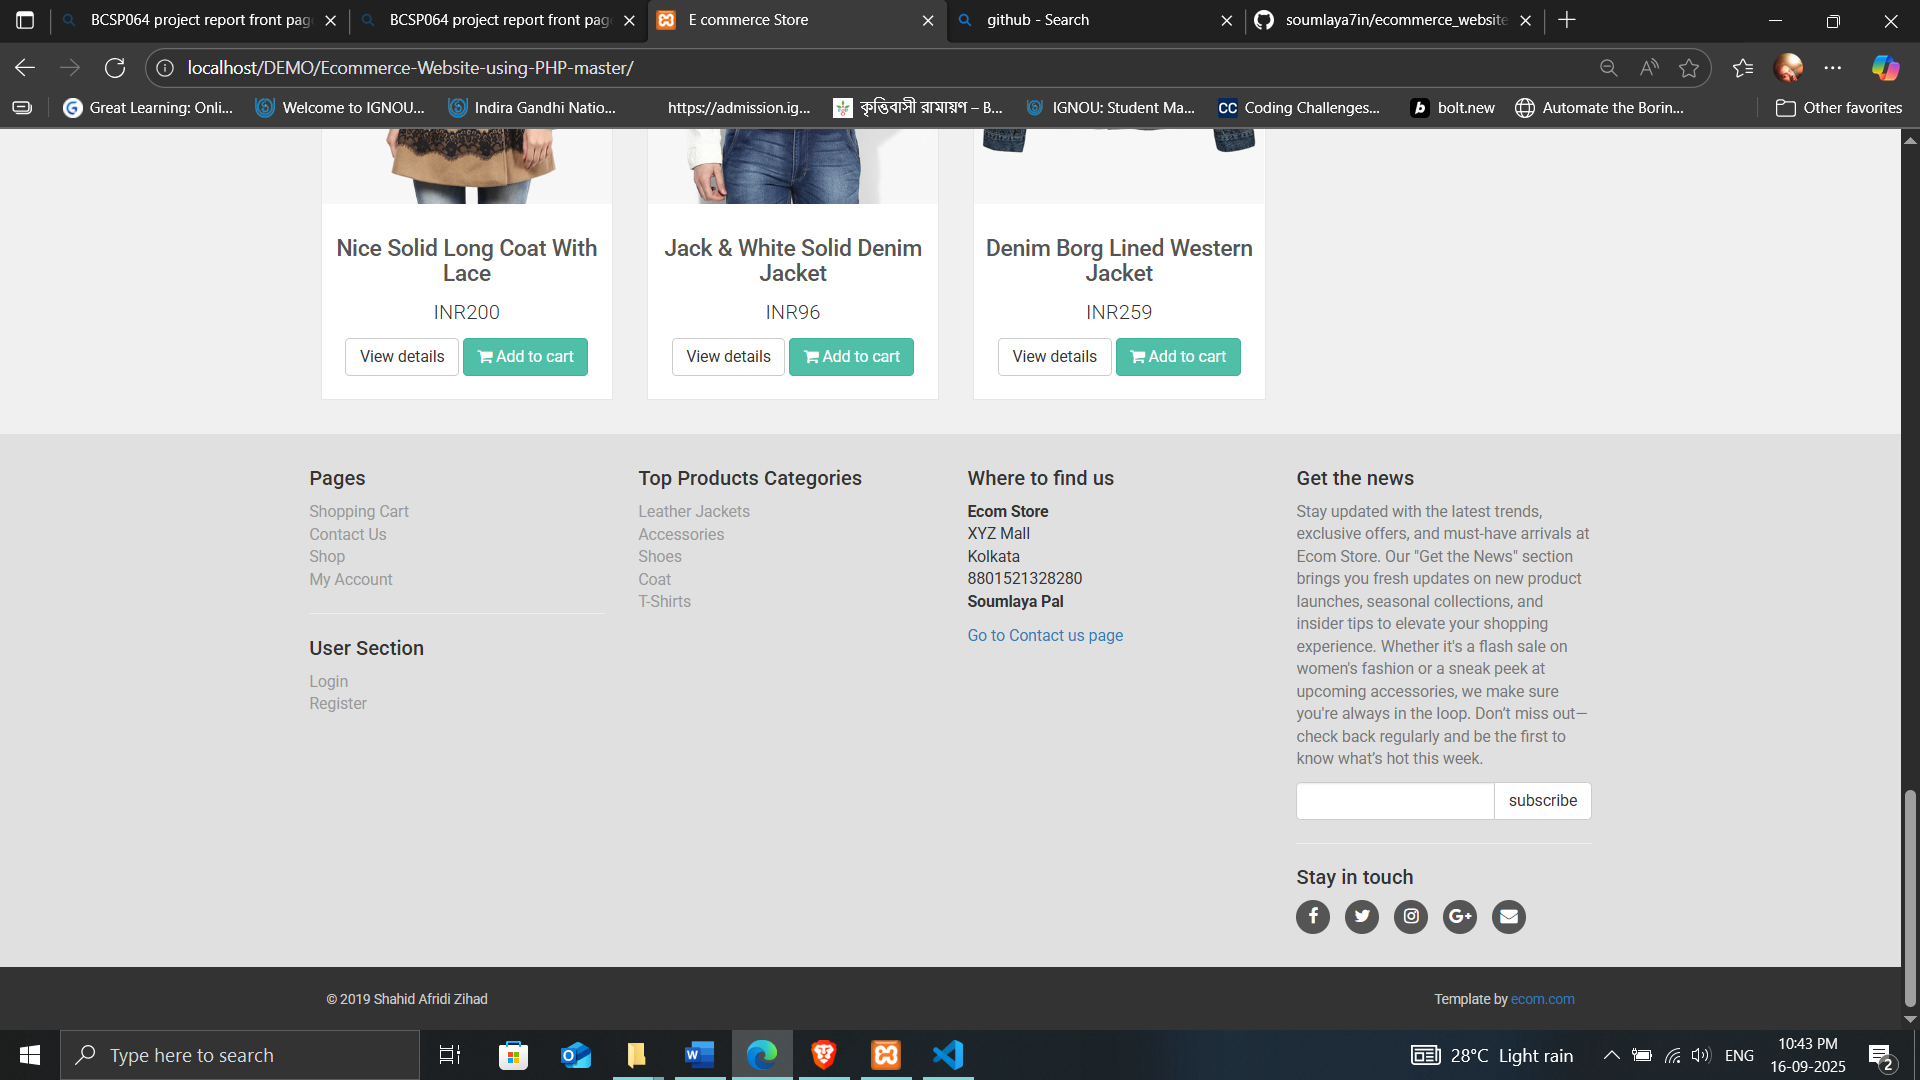 BCSP064 project report front pag
BCSP064 project report front pag
E commerce Store
github - Search
soumlaya7in/ecommerce_website
localhost/DEMO/Ecommerce-Website-using-PHP-master/
Great Learning: Onli...
Welcome to IGNOU...
Indira Gandhi Natio...
https://admission.ig...
কৃত্তিবাসী রামায়ণ – B...
IGNOU: Student Ma...
CC Coding Challenges...
bolt.new
Automate the Borin...
Other favorites
Nice Solid Long Coat With
Lace
INR200
View details
Add to cart
Jack & White Solid Denim
Jacket
INR96
View details
Add to cart
Denim Borg Lined Western
Jacket
INR259
View details
Add to cart
Pages
Shopping Cart
Contact Us
Shop
My Account
User Section
Login
Register
Top Products Categories
Leather Jackets
Accessories
Shoes
Coat
T-Shirts
Where to find us
Ecom Store
XYZ Mall
Kolkata
8801521328280
Soumlaya Pal
Go to Contact us page
Get the news
Stay updated with the latest trends,
exclusive offers, and must-have arrivals at
Ecom Store. Our "Get the News" section
brings you fresh updates on new product
launches, seasonal collections, and
insider tips to elevate your shopping
experience. Whether it's a flash sale on
women's fashion or a sneak peek at
upcoming accessories, we make sure
you're always in the loop. Don’t miss out—
check back regularly and be the first to
know what’s hot this week.
subscribe
Stay in touch
© 2019 Shahid Afridi Zihad
Template by ecom.com
Type here to search
28°C Light rain
ENG
10:43 PM
16-09-2025
2